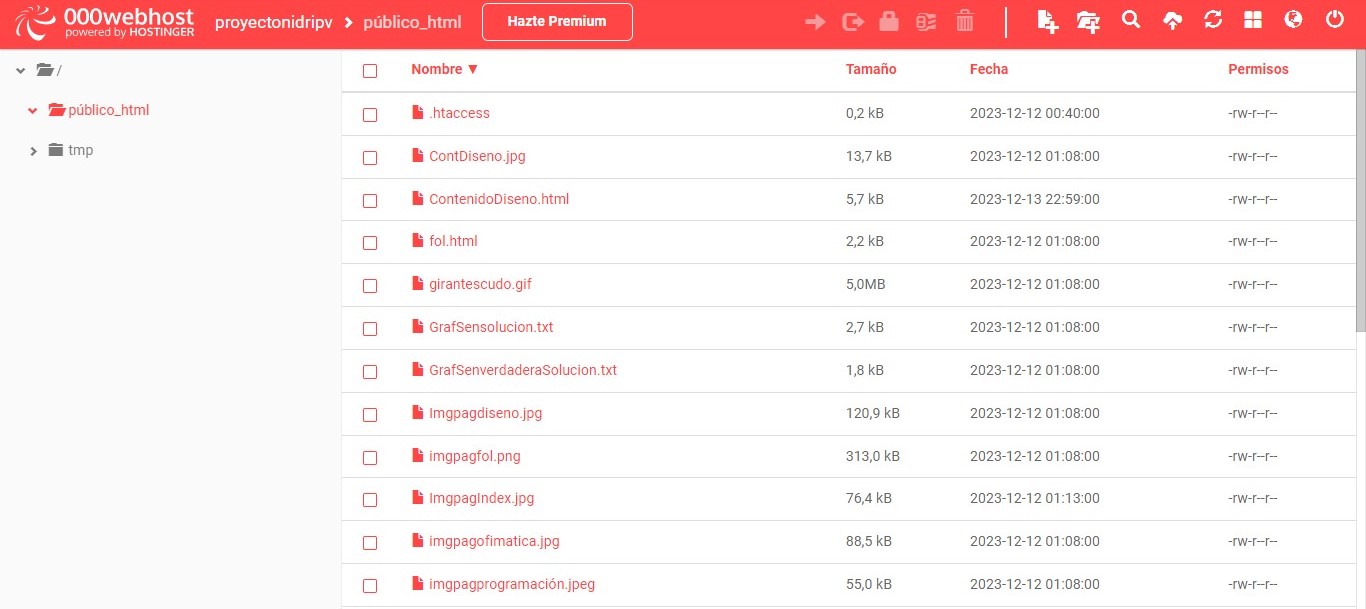 000webhost
powered by HOSTINGER
proyectonidripv > público_html
Hazte Premium
/
público_html
tmp
Nombre ▼ Tamaño Fecha Permisos
.htaccess 0,2 kB 2023-12-12 00:40:00 -rw-r--r--
ContDiseno.jpg 13,7 kB 2023-12-12 01:08:00 -rw-r--r--
ContenidoDiseno.html 5,7 kB 2023-12-13 22:59:00 -rw-r--r--
fol.html 2,2 kB 2023-12-12 01:08:00 -rw-r--r--
girantescudo.gif 5,0MB 2023-12-12 01:08:00 -rw-r--r--
GrafSensolucion.txt 2,7 kB 2023-12-12 01:08:00 -rw-r--r--
GrafSenverdaderaSolucion.txt 1,8 kB 2023-12-12 01:08:00 -rw-r--r--
Imgpagdiseno.jpg 120,9 kB 2023-12-12 01:08:00 -rw-r--r--
imgpagfol.png 313,0 kB 2023-12-12 01:08:00 -rw-r--r--
ImgpagIndex.jpg 76,4 kB 2023-12-12 01:13:00 -rw-r--r--
imgpagofimatica.jpg 88,5 kB 2023-12-12 01:08:00 -rw-r--r--
imgpagprogramación.jpeg 55,0 kB 2023-12-12 01:08:00 -rw-r--r--